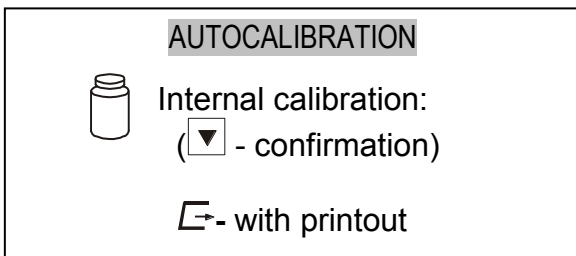 AUTOCALIBRATION
Internal calibration:
(▼ - confirmation)
- with printout